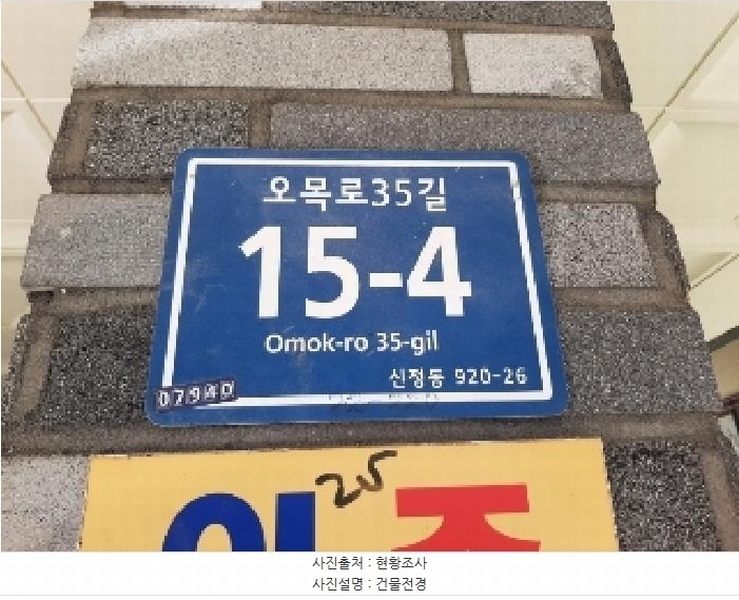 오목로35길
15-4
Omok-ro 35-gil
신정동 920-26
07940
25
사진출처 : 현황조사
사진설명 : 건물전경